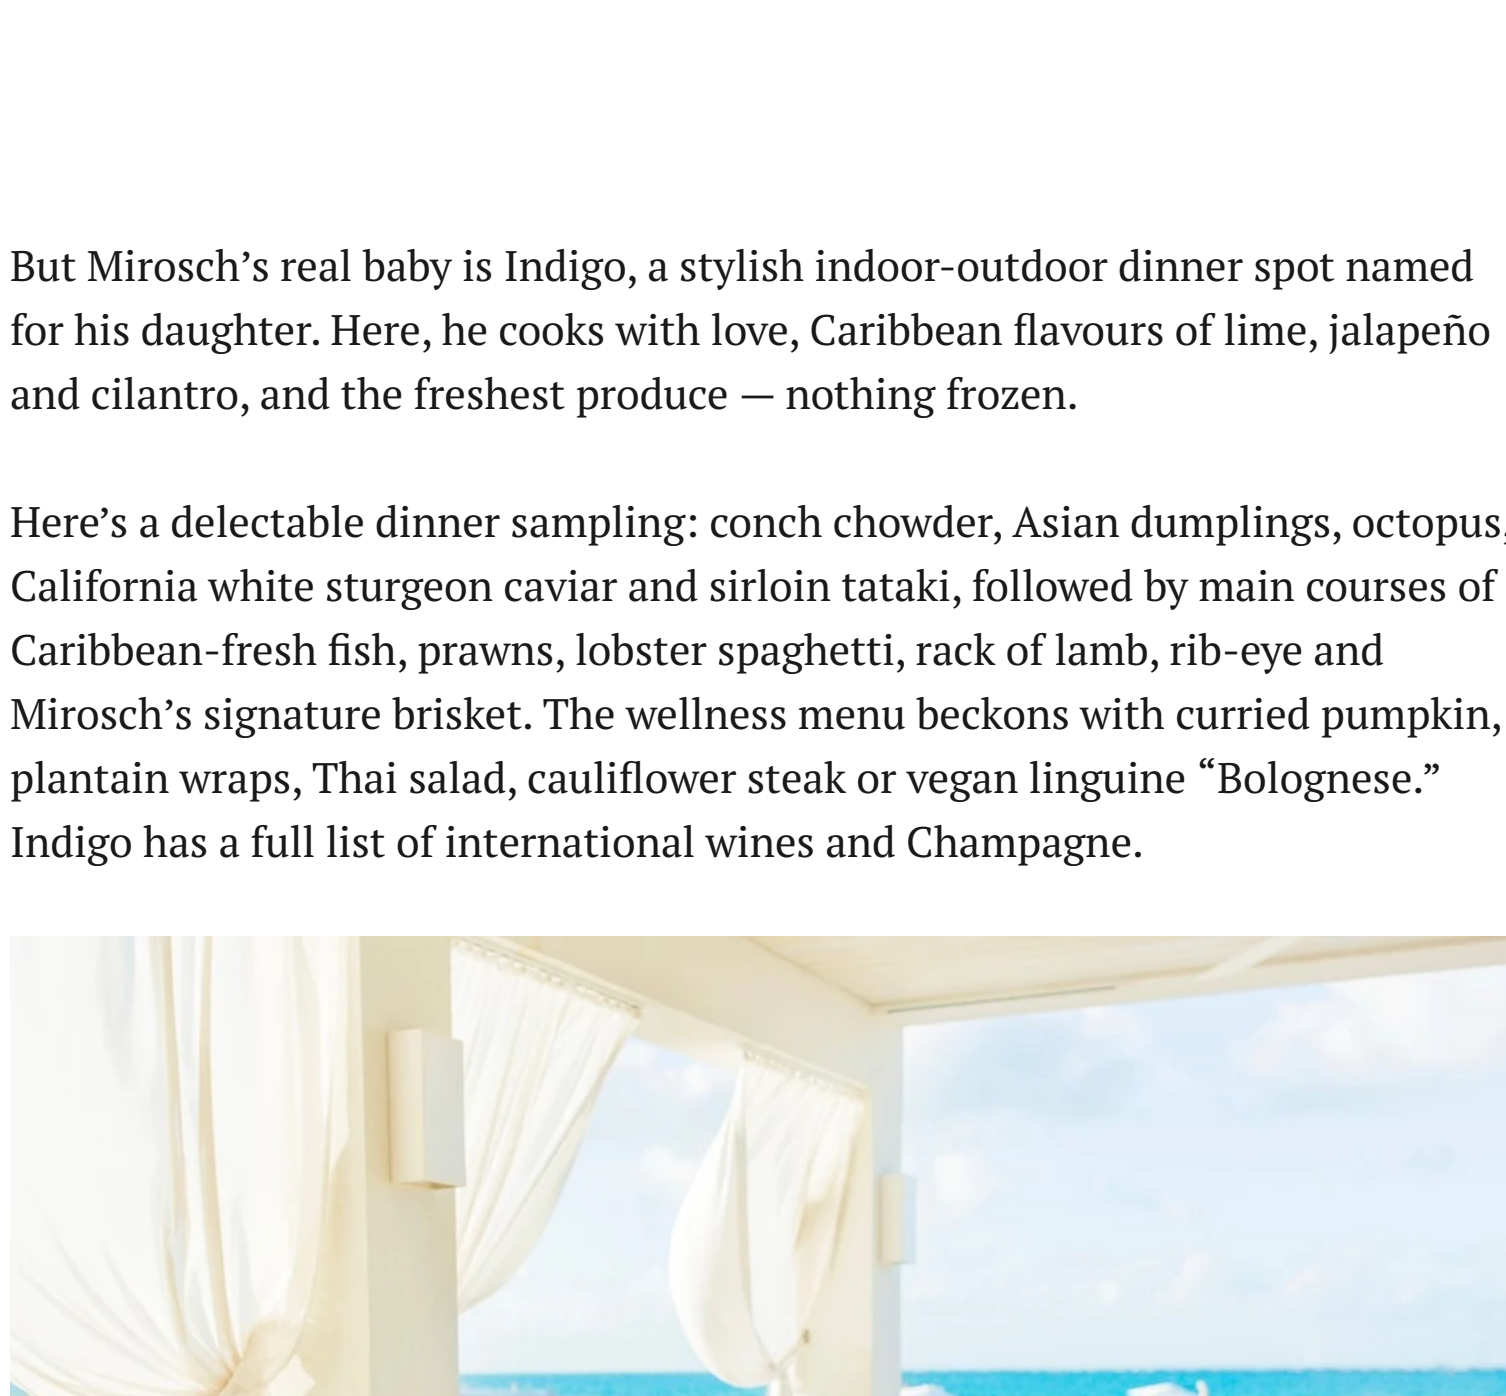 But Mirosch’s real baby is Indigo, a stylish indoor-outdoor dinner spot named
for his daughter. Here, he cooks with love, Caribbean flavours of lime, jalapeño
and cilantro, and the freshest produce — nothing frozen.
Here’s a delectable dinner sampling: conch chowder, Asian dumplings, octopus,
California white sturgeon caviar and sirloin tataki, followed by main courses of
Caribbean-fresh fish, prawns, lobster spaghetti, rack of lamb, rib-eye and
Mirosch’s signature brisket. The wellness menu beckons with curried pumpkin,
plantain wraps, Thai salad, cauliflower steak or vegan linguine “Bolognese.”
Indigo has a full list of international wines and Champagne.